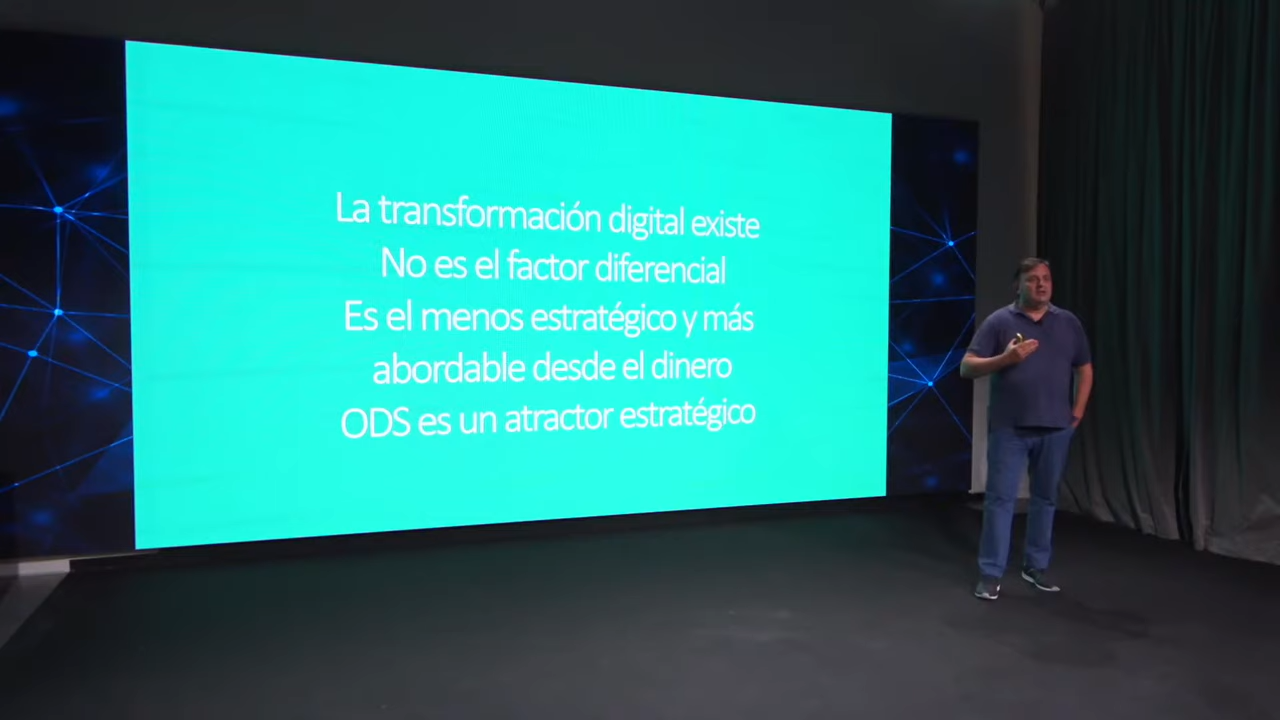 La transformación digital existe
No es el factor diferencial
Es el menos estratégico y más
abordable desde el dinero
ODS es un atractor estratégico